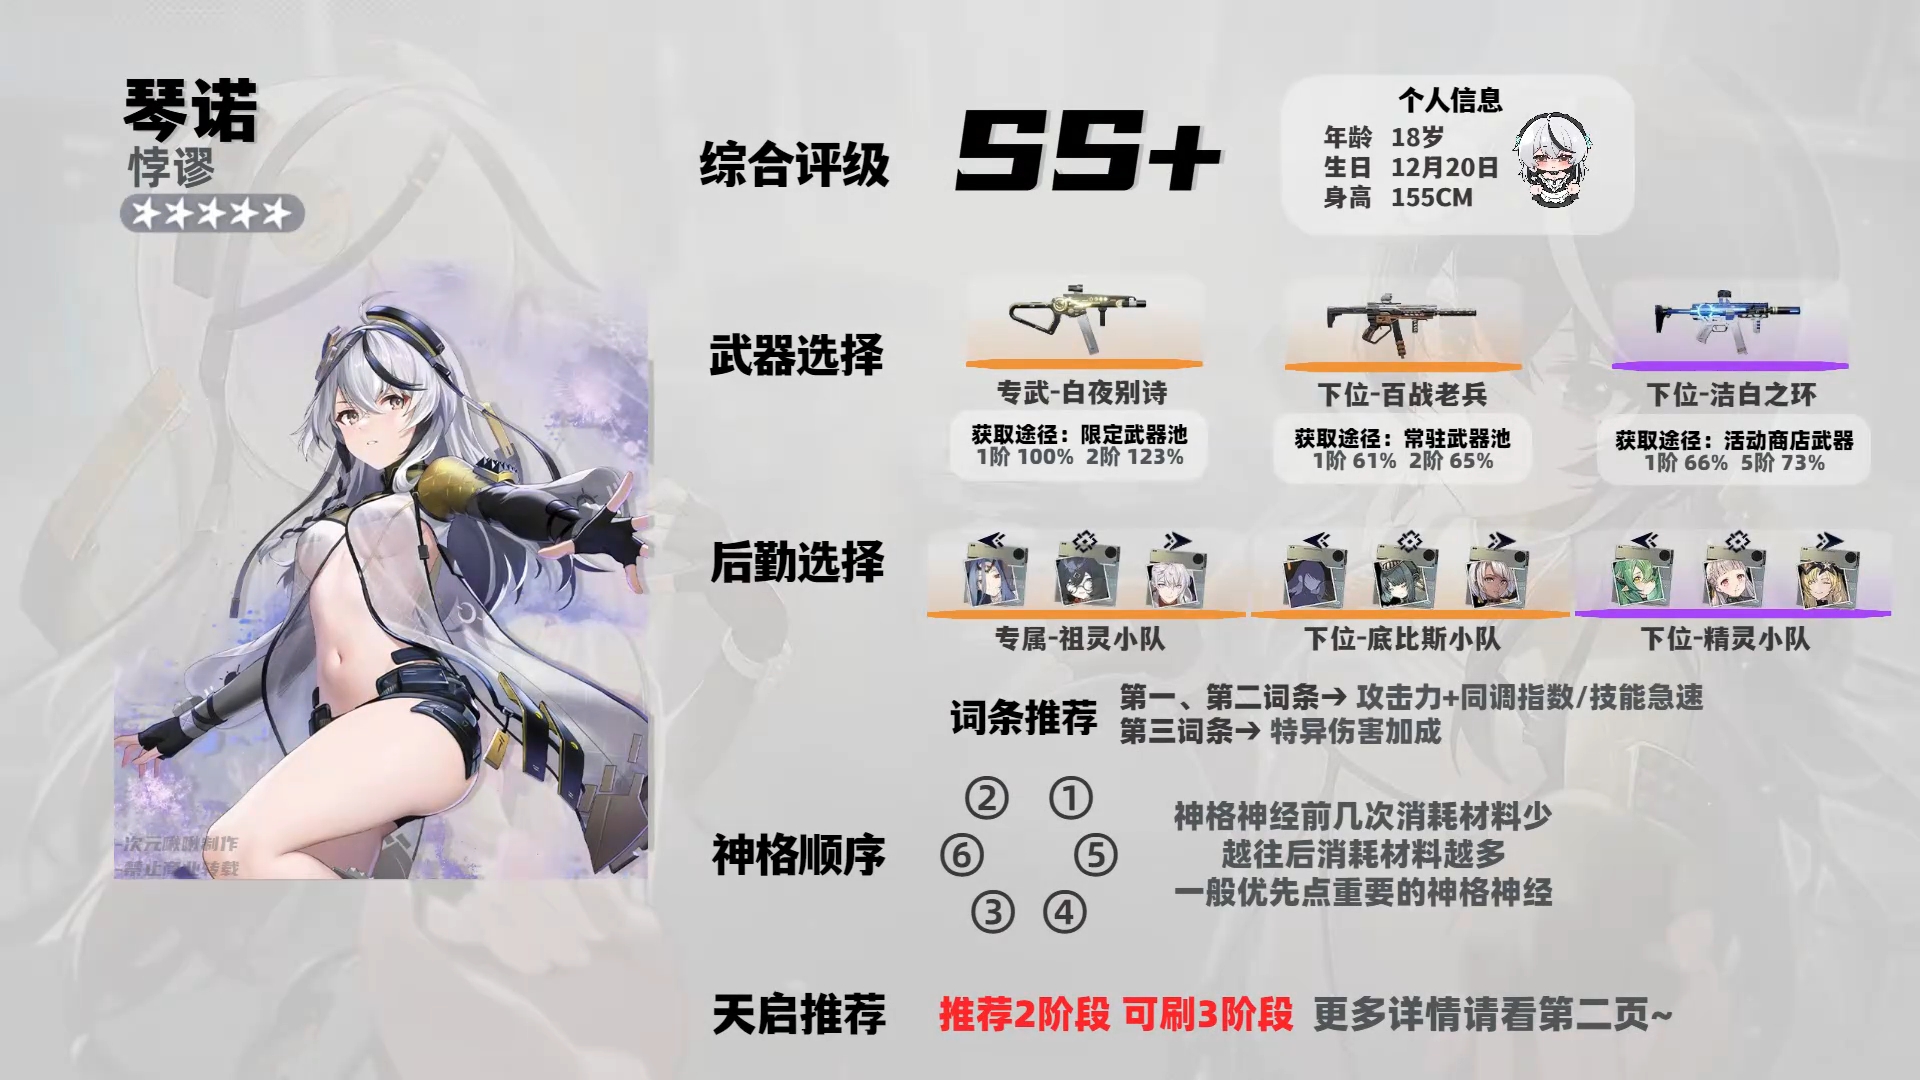 琴诺
悖谬
综合评级
SS+
个人信息
年龄 18岁
生日 12月20日
身高 155CM
武器选择
专武-白夜别诗
获取途径：限定武器池
1阶 100% 2阶 123%
下位-百战老兵
获取途径：常驻武器池
1阶 61% 2阶 65%
下位-洁白之环
获取途径：活动商店武器
1阶 66% 5阶 73%
后勤选择
专属-祖灵小队
下位-底比斯小队
下位-精灵小队
词条推荐
第一、第二词条→ 攻击力+同调指数/技能急速
第三词条→ 特异伤害加成
神格顺序
② ①
⑥ ⑤
③ ④
神格神经前几次消耗材料少
越往后消耗材料越多
一般优先点重要的神格神经
天启推荐
推荐2阶段 可刷3阶段 更多详情请看第二页~
-次元啾啾制作
-禁止商业转载